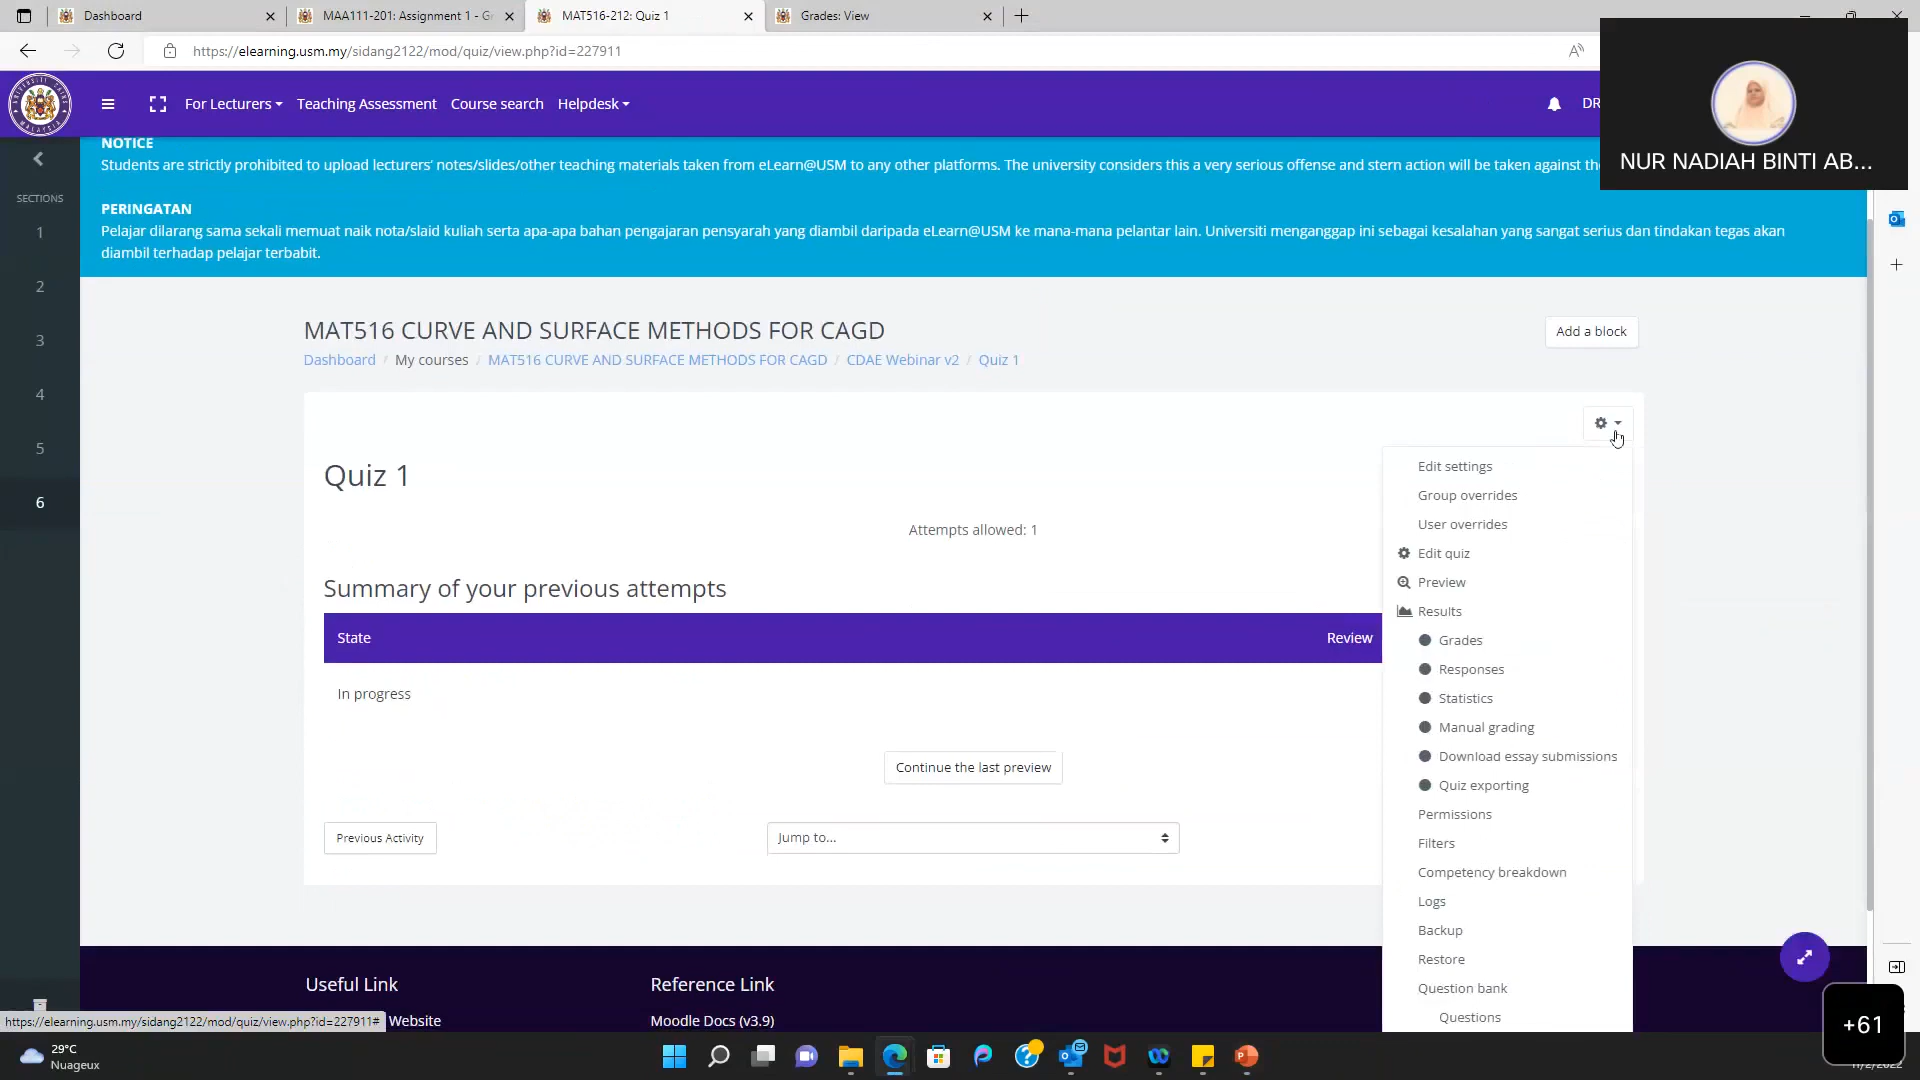 Dashboard
MAA111-201: Assignment 1 - G
MAT516-212: Quiz 1
Grades: View
https://elearning.usm.my/sidang2122/mod/quiz/view.php?id=227911
For Lecturers
Teaching Assessment
Course search
Helpdesk
DR
NUR NADIAH BINTI AB...
NOTICE
Students are strictly prohibited to upload lecturers’ notes/slides/other teaching materials taken from eLearn@USM to any other platforms. The university considers this a very serious offense and stern action will be taken against the
PERINGATAN
Pelajar dilarang sama sekali memuat naik nota/slaid kuliah serta apa-apa bahan pengajaran pensyarah yang diambil daripada eLearn@USM ke mana-mana pelantar lain. Universiti menganggap ini sebagai kesalahan yang sangat serius dan tindakan tegas akan
diambil terhadap pelajar terbabit.
SECTIONS
1
2
3
4
5
6
MAT516 CURVE AND SURFACE METHODS FOR CAGD
Add a block
Dashboard / My courses / MAT516 CURVE AND SURFACE METHODS FOR CAGD / CDAE Webinar v2 / Quiz 1
Quiz 1
Attempts allowed: 1
Summary of your previous attempts
State
Review
In progress
Continue the last preview
Previous Activity
Jump to...
Edit settings
Group overrides
User overrides
Edit quiz
Preview
Results
Grades
Responses
Statistics
Manual grading
Download essay submissions
Quiz exporting
Permissions
Filters
Competency breakdown
Logs
Backup
Restore
Question bank
Questions
Useful Link
Reference Link
https://elearning.usm.my/sidang2122/mod/quiz/view.php?id=227911#
Website
Moodle Docs (v3.9)
+61
29°C
Nuageux